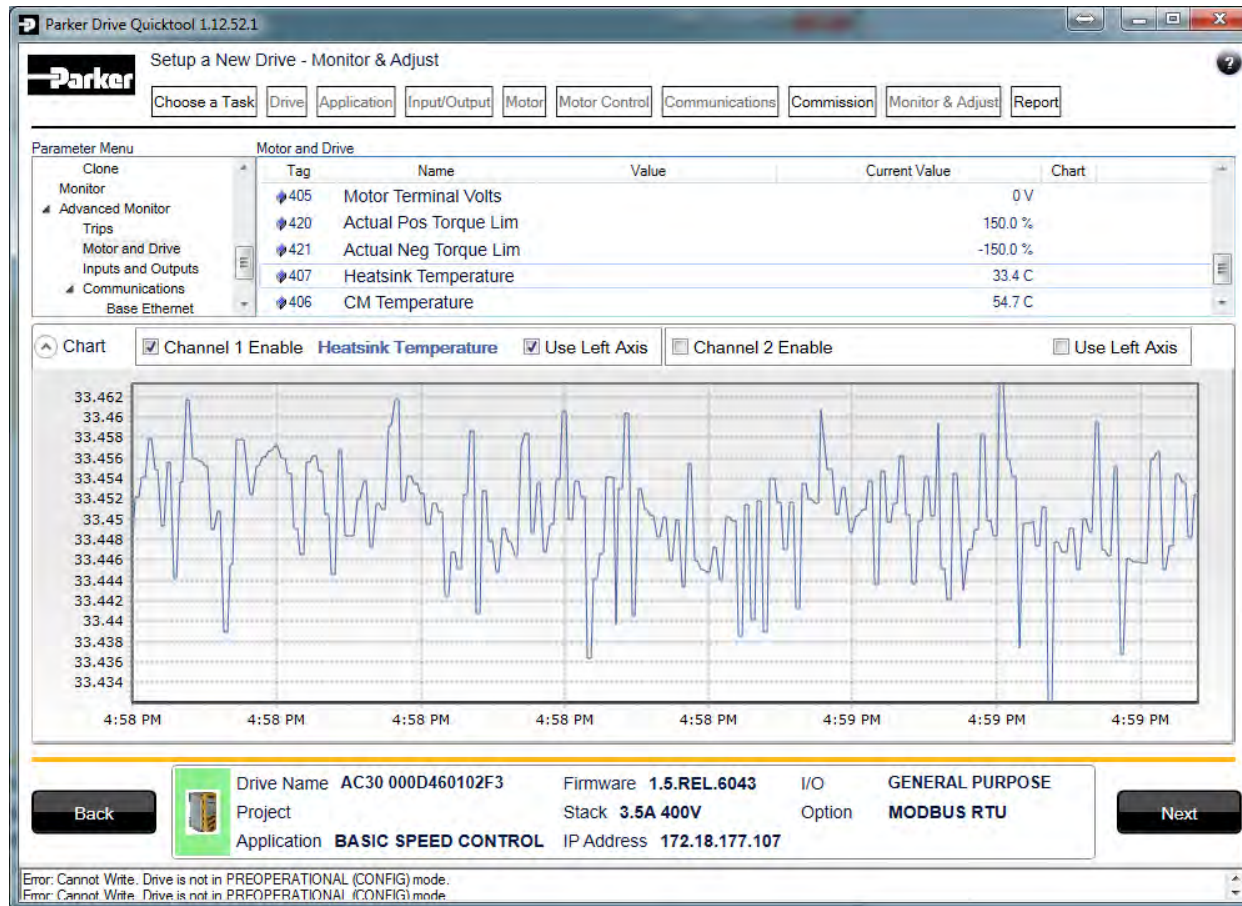 Parker Drive Quicktool 1.12.52.1
Parker
Setup a New Drive - Monitor & Adjust
?
Choose a Task Drive Application Input/Output Motor Motor Control Communications Commission Monitor & Adjust Report
Parameter Menu
Clone
Monitor
Advanced Monitor
Trips
Motor and Drive
Inputs and Outputs
Communications
Base Ethernet
Motor and Drive
Tag Name Value Current Value Chart
405 Motor Terminal Volts 0 V
420 Actual Pos Torque Lim 150.0 %
421 Actual Neg Torque Lim -150.0 %
407 Heatsink Temperature 33.4 C
406 CM Temperature 54.7 C
Chart Channel 1 Enable Heatsink Temperature Use Left Axis Channel 2 Enable Use Left Axis
33.462
33.46
33.458
33.456
33.454
33.452
33.45
33.448
33.446
33.444
33.442
33.44
33.438
33.436
33.434
4:58 PM 4:58 PM 4:58 PM 4:58 PM 4:58 PM 4:59 PM 4:59 PM 4:59 PM
Back
Drive Name AC30 000D460102F3 Firmware 1.5.REL.6043 I/O GENERAL PURPOSE
Project Stack 3.5A 400V Option MODBUS RTU
Application BASIC SPEED CONTROL IP Address 172.18.177.107
Next
Error: Cannot Write. Drive is not in PREOPERATIONAL (CONFIG) mode.
Error: Cannot Write. Drive is not in PREOPERATIONAL (CONFIG) mode